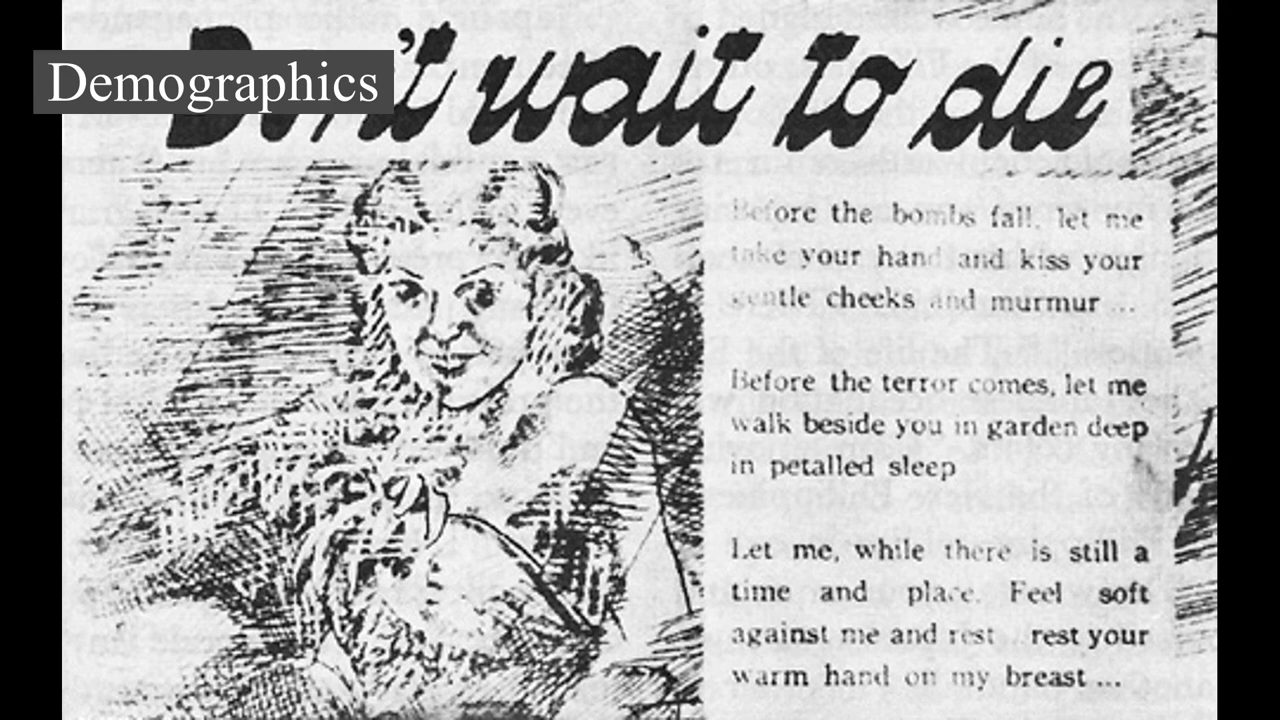 Demographics
Don't wait to die
Before the bombs fall, let me
take your hand and kiss your
gentle cheeks and murmur ...
Before the terror comes, let me
walk beside you in garden deep
in petalled sleep
Let me, while there is still a
time and place. Feel soft
against me and rest rest your
warm hand on my breast ...